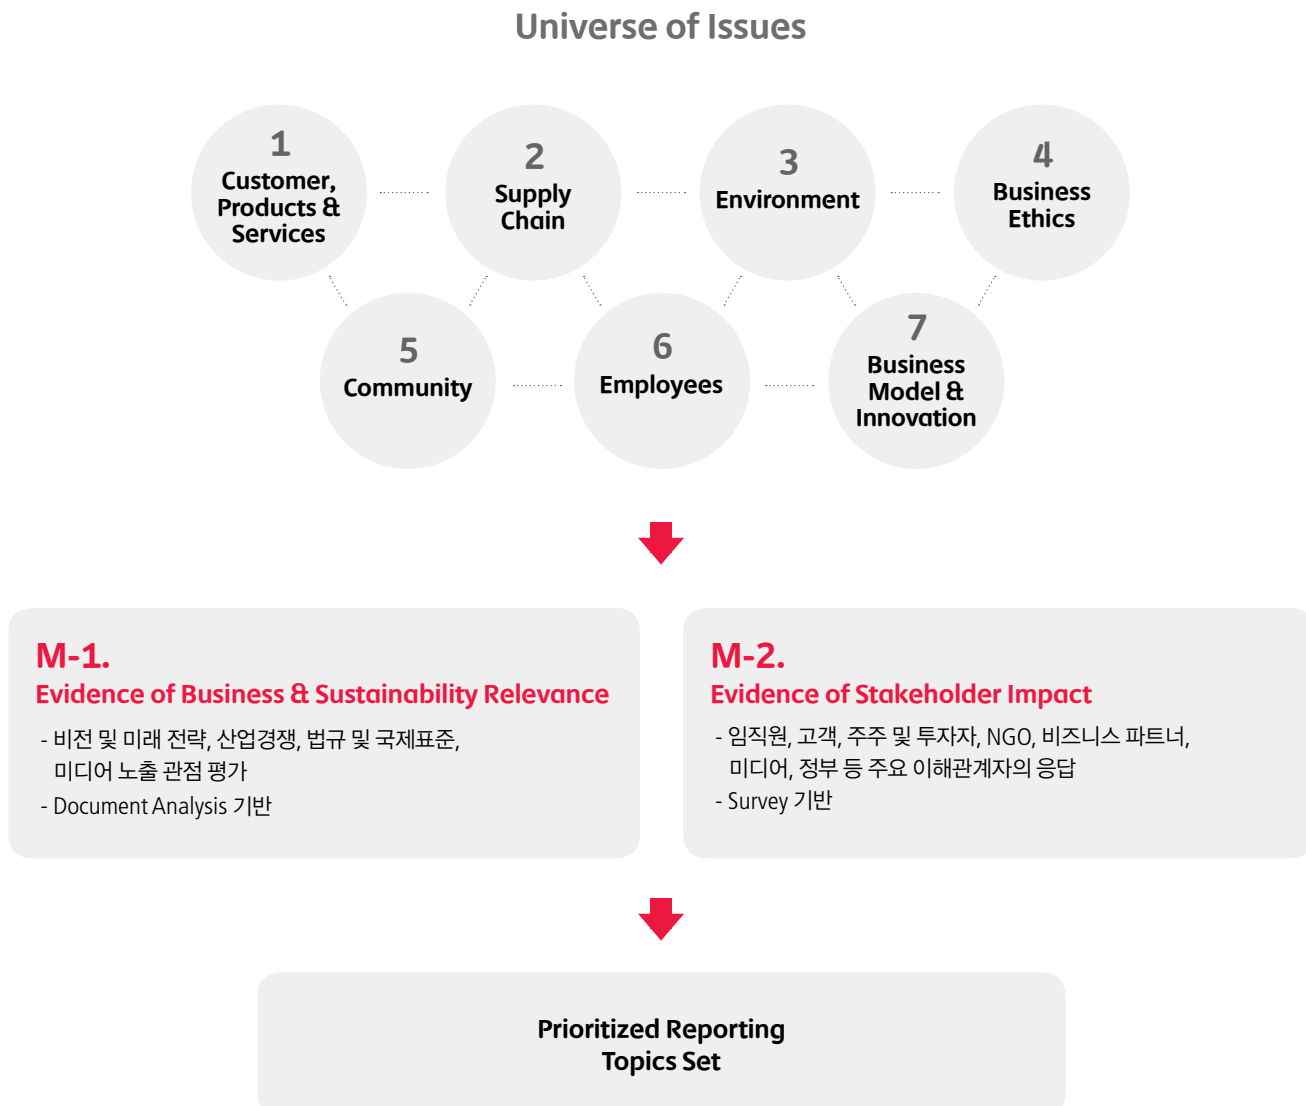 Universe of Issues
1
Customer,
Products &
Services
2
Supply
Chain
3
Environment
4
Business
Ethics
5
Community
6
Employees
7
Business
Model &
Innovation
M-1.
Evidence of Business & Sustainability Relevance
- 비전 및 미래 전략, 산업경쟁, 법규 및 국제표준,
미디어 노출 관점 평가
- Document Analysis 기반
M-2.
Evidence of Stakeholder Impact
- 임직원, 고객, 주주 및 투자자, NGO, 비즈니스 파트너,
미디어, 정부 등 주요 이해관계자의 응답
- Survey 기반
Prioritized Reporting
Topics Set